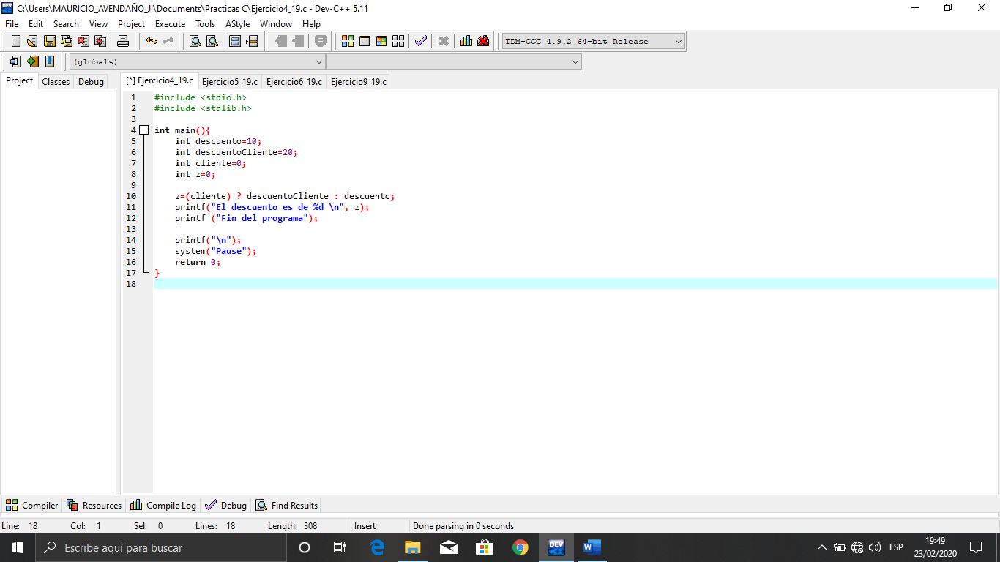 C:\Users\MAURICIO_AVENDAÑO_JI\Documents\Practicas C\Ejercicio4_19.c - Dev-C++ 5.11
File Edit Search View Project Execute Tools AStyle Window Help
TDM-GCC 4.9.2 64-bit Release
(globals)
Project Classes Debug [*] Ejercicio4_19.c Ejercicio5_19.c Ejercicio6_19.c Ejercicio9_19.c
1 #include <stdio.h>
2 #include <stdlib.h>
3
4 int main(){
5 int descuento=10;
6 int descuentoCliente=20;
7 int cliente=0;
8 int z=0;
9
10 z=(cliente) ? descuentoCliente : descuento;
11 printf("El descuento es de %d \n", z);
12 printf ("Fin del programa");
13
14 printf("\n");
15 system("Pause");
16 return 0;
17 }
18
Compiler Resources Compile Log Debug Find Results
Line: 18 Col: 1 Sel: 0 Lines: 18 Length: 308 Insert Done parsing in 0 seconds
Escribe aquí para buscar
DEV
W
ESP
19:49
23/02/2020